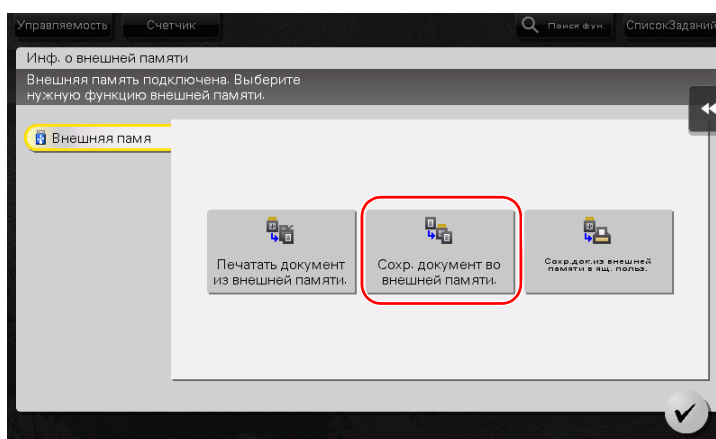 Управляемость Счетчик Поиск фун. СписокЗаданий
Инф. о внешней памяти
Внешняя память подключена. Выберите
нужную функцию внешней памяти.
Внешняя памя
Печатать документ
из внешней памяти.
Сохр. документ во
внешней памяти.
Сохр.док.из внешней
памяти в ящ. польз.